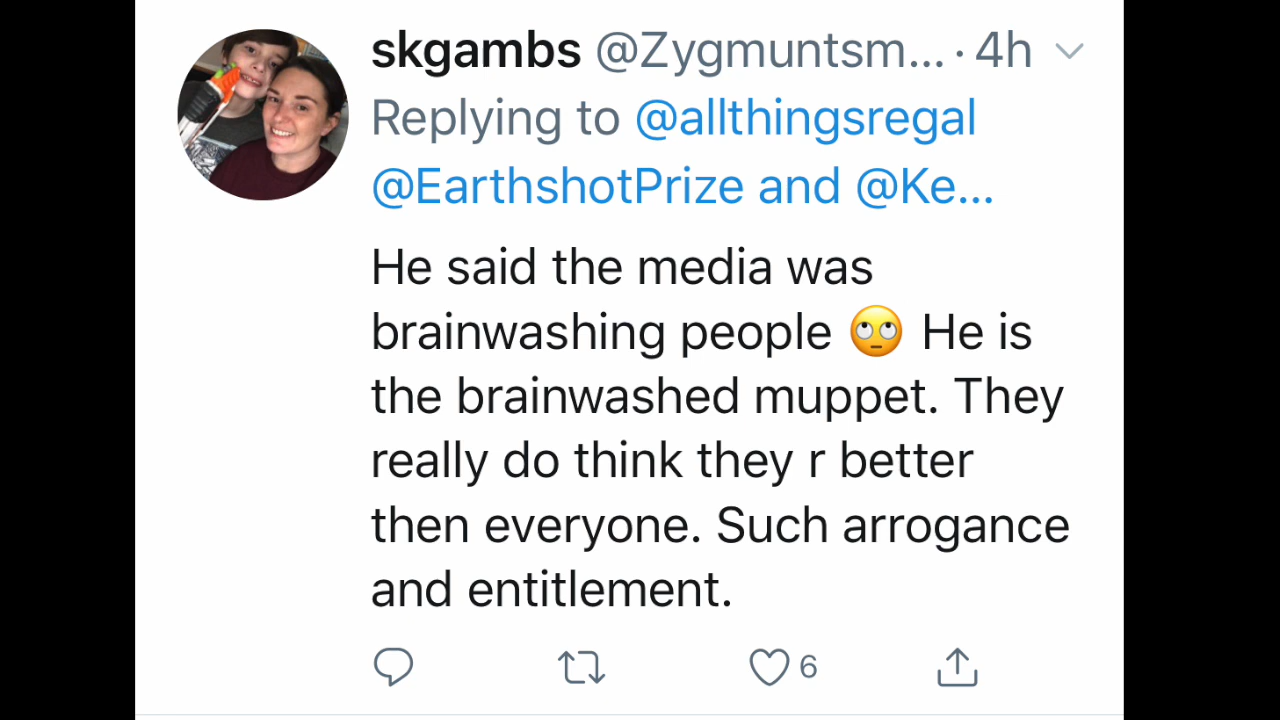 skgambs @Zygmuntsm... · 4h
Replying to @allthingsregal
@EarthshotPrize and @Ke...
He said the media was
brainwashing people 🙄 He is
the brainwashed muppet. They
really do think they r better
then everyone. Such arrogance
and entitlement.
6